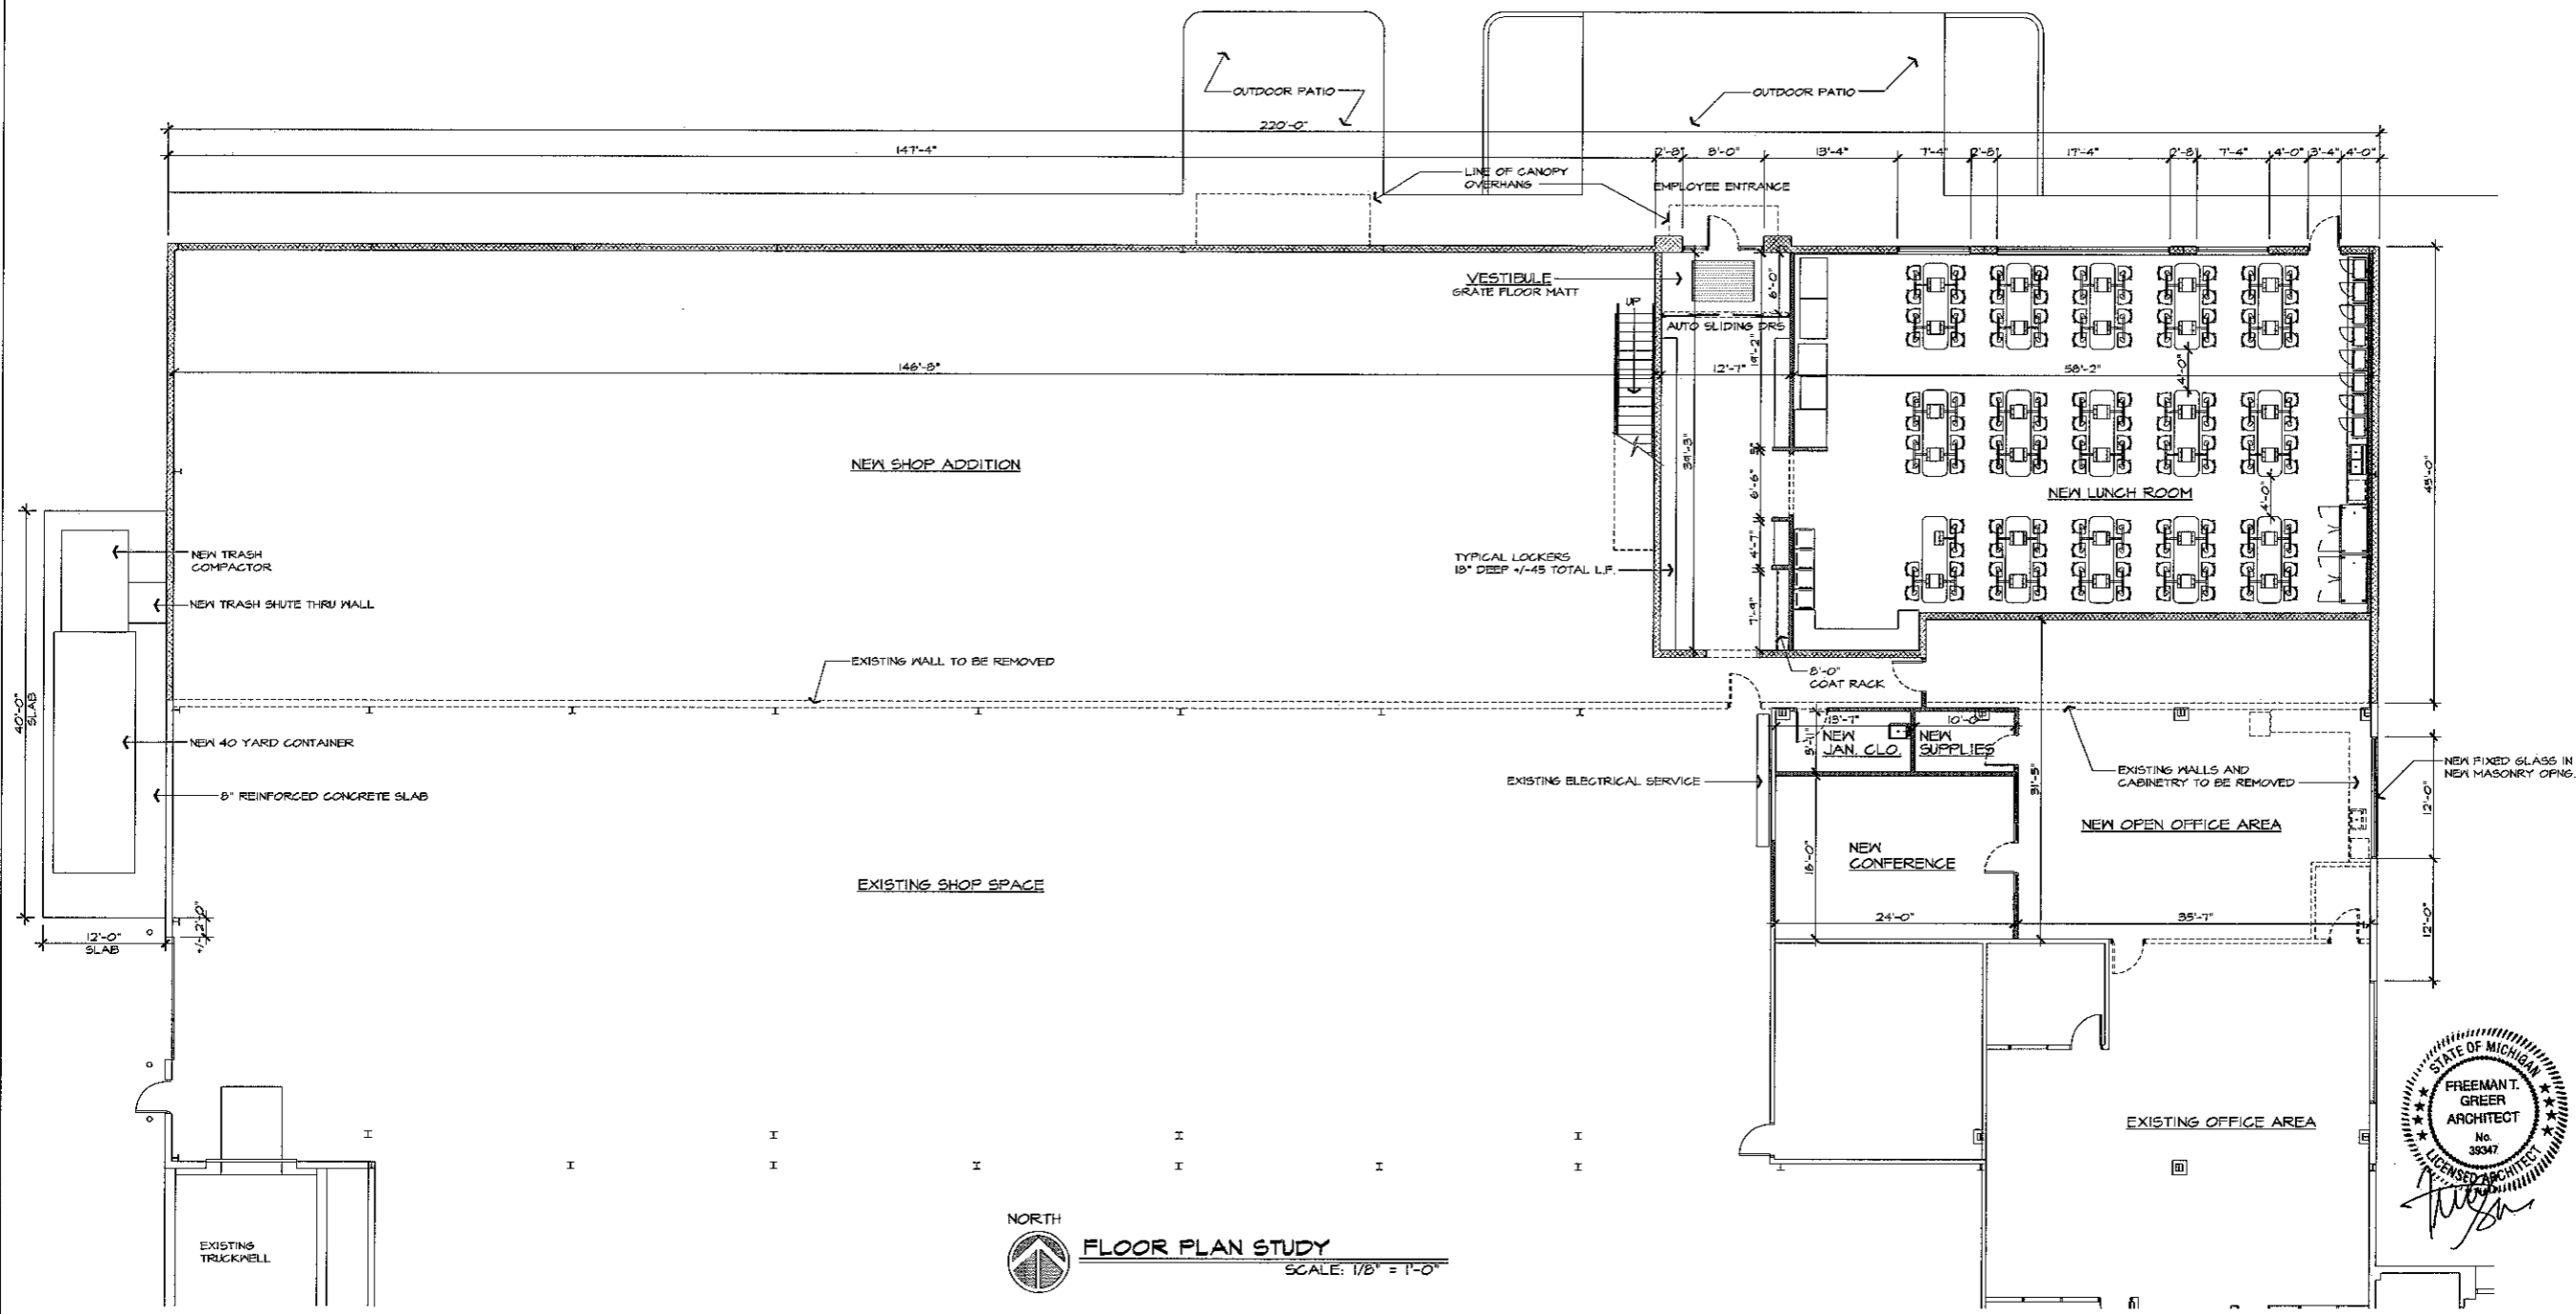 OUTDOOR PATIO
OUTDOOR PATIO
220'-0"
147'-4"
2'-8"
8'-0"
13'-4"
7'-4"
2'-8"
17'-4"
2'-8"
7'-4"
4'-0"
3'-4"
4'-0"
LINE OF CANOPY
OVERHANG
EMPLOYEE ENTRANCE
VESTIBULE
GRATE FLOOR MATT
6'-0"
UP
AUTO SLIDING DRS
19'-2"
146'-8"
12'-7"
58'-2"
4'-0"
39'-3"
NEW SHOP ADDITION
6'-6"
NEW LUNCH ROOM
4'-0"
45'-0"
NEW TRASH
COMPACTOR
TYPICAL LOCKERS
18" DEEP +/-45 TOTAL L.F.
4'-7"
NEW TRASH SHUTE THRU WALL
7'-9"
EXISTING WALL TO BE REMOVED
8'-0"
COAT RACK
40'-0"
SLAB
NEW 40 YARD CONTAINER
13'-7"
10'-0"
NEW
JAN. CLO.
NEW
SUPPLIES
5'-11"
EXISTING ELECTRICAL SERVICE
31'-5"
EXISTING WALLS AND
CABINETRY TO BE REMOVED
NEW FIXED GLASS IN
NEW MASONRY OPNG.
8" REINFORCED CONCRETE SLAB
12'-0"
NEW OPEN OFFICE AREA
NEW
CONFERENCE
16'-0"
EXISTING SHOP SPACE
24'-0"
35'-7"
12'-0"
12'-0"
SLAB
+/-2'-0"
STATE OF MICHIGAN
FREEMAN T.
GREER
ARCHITECT
No.
39347
LICENSED ARCHITECT
EXISTING OFFICE AREA
NORTH
FLOOR PLAN STUDY
SCALE: 1/8" = 1'-0"
EXISTING
TRUCKWELL